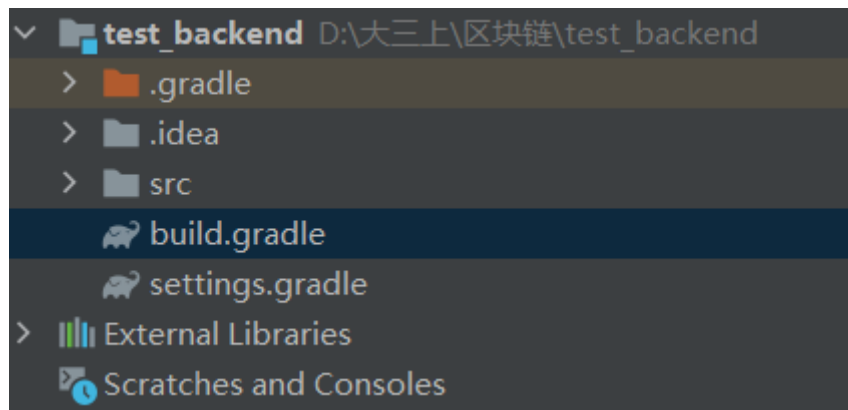 test_backend D:\大三上\区块链\test_backend
.gradle
.idea
src
build.gradle
settings.gradle
External Libraries
Scratches and Consoles